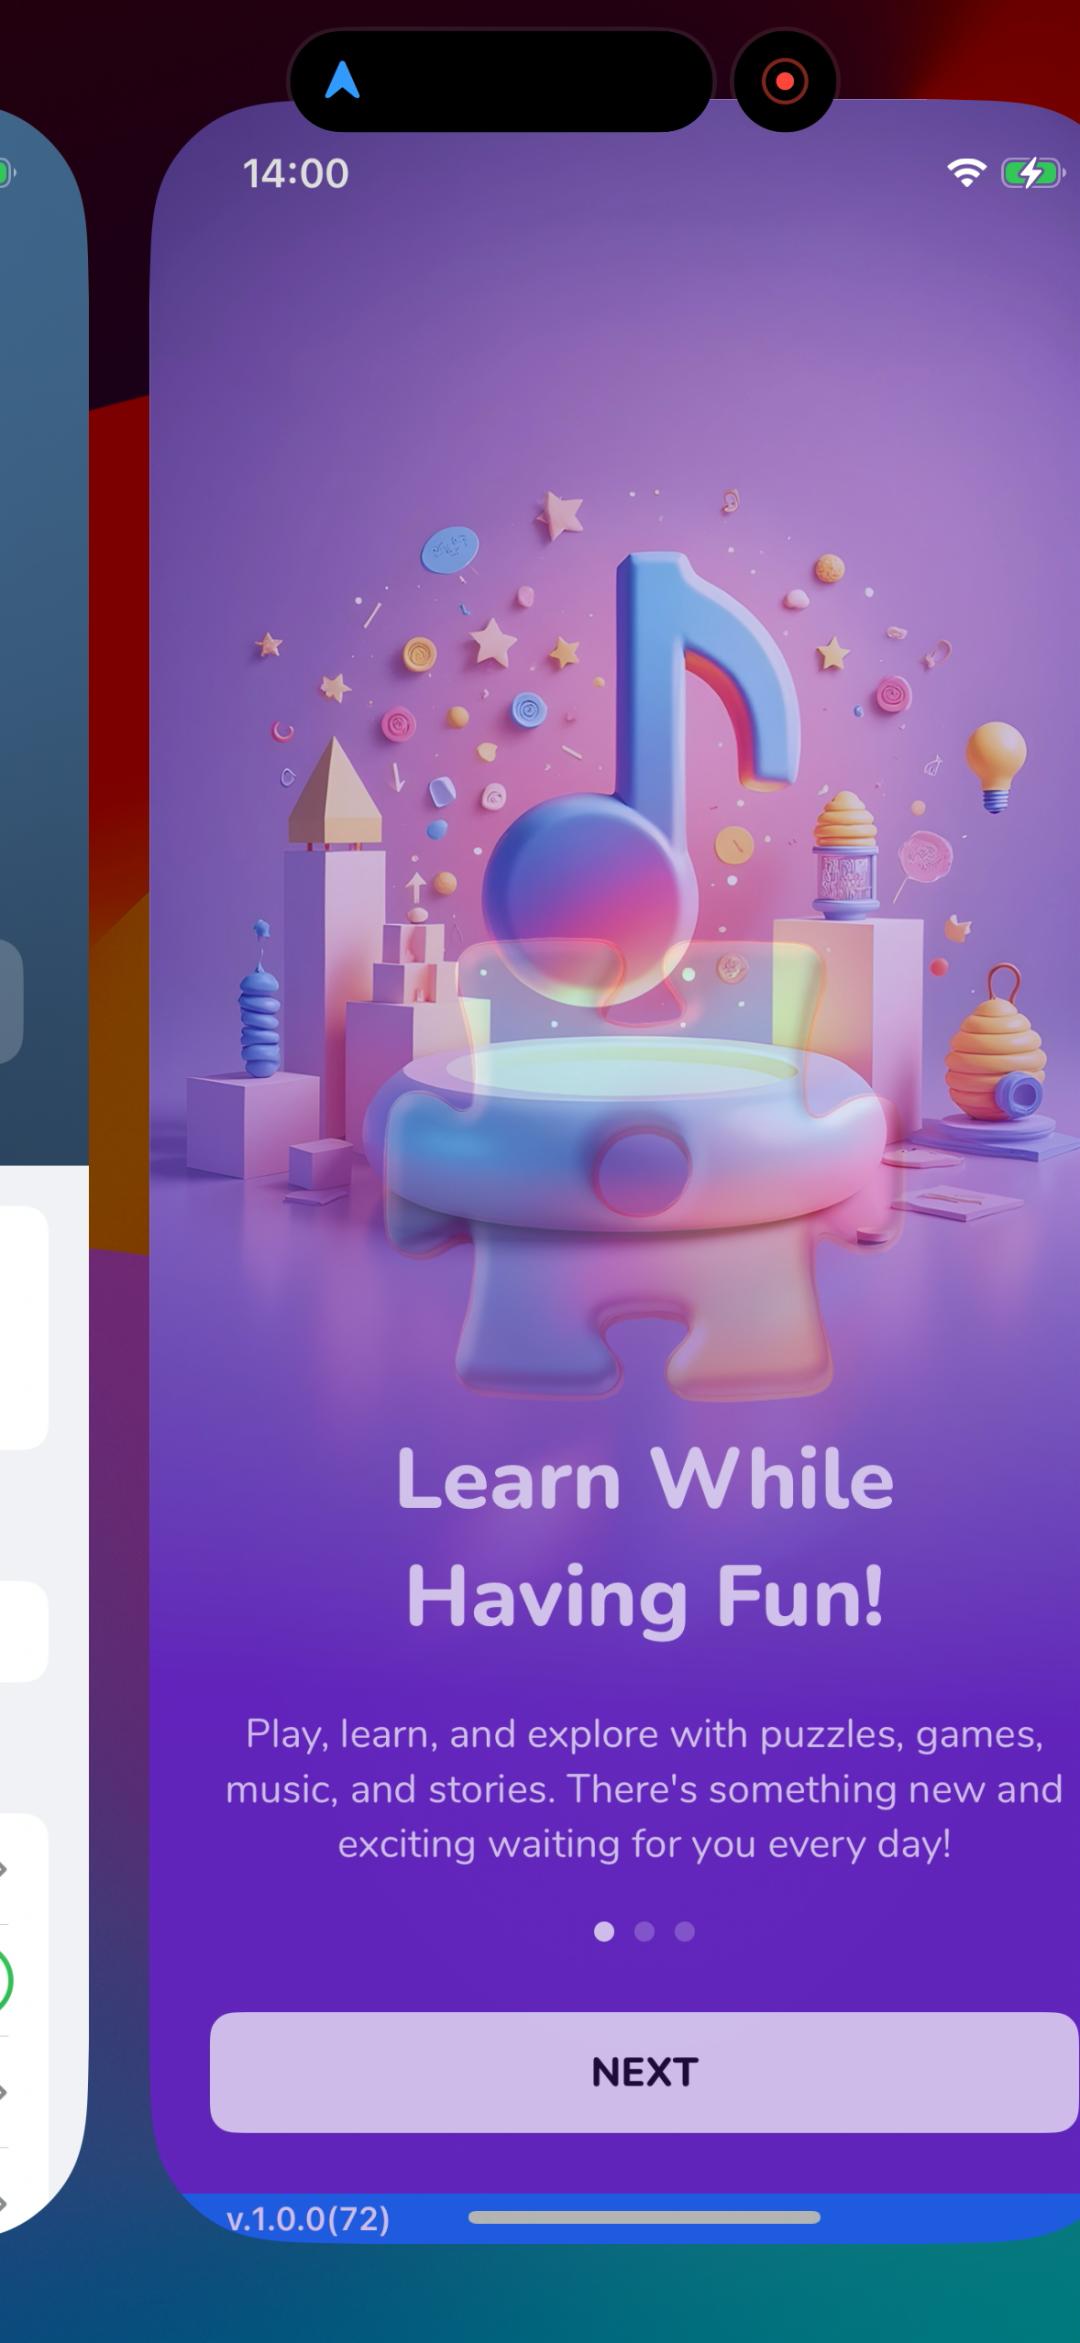 14:00
Learn While
Having Fun!
Play, learn, and explore with puzzles, games,
music, and stories. There's something new and
exciting waiting for you every day!
NEXT
v.1.0.0(72)